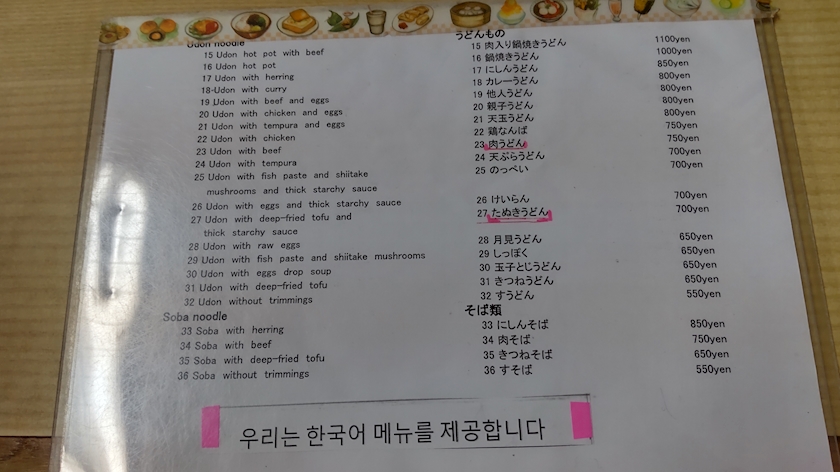 Udon noodle うどんもの
15 Udon hot pot with beef 15 肉入り鍋焼きうどん 1100yen
16 Udon hot pot 16 鍋焼きうどん 1000yen
17 Udon with herring 17 にしんうどん 850yen
18-Udon with curry 18 カレーうどん 800yen
19 Udon with beef and eggs 19 他人うどん 800yen
20 Udon with chicken and eggs 20 親子うどん 800yen
21 Udon with tempura and eggs 21 天玉うどん 800yen
22 Udon with chicken 22 鶏なんば 750yen
23 Udon with beef 23 肉うどん 750yen
24 Udon with tempura 24 天ぷらうどん 700yen
25 Udon with fish paste and shiitake 25 のっぺい 700yen
mushrooms and thick starchy sauce
26 Udon with eggs and thick starchy sauce 26 けいらん 700yen
27 Udon with deep-fried tofu and 27 たぬきうどん 700yen
thick starchy sauce
28 Udon with raw eggs 28 月見うどん 650yen
29 Udon with fish paste and shiitake mushrooms 29 しっぽく 650yen
30 Udon with eggs drop soup 30 玉子とじうどん 650yen
31 Udon with deep-fried tofu 31 きつねうどん 650yen
32 Udon without trimmings 32 すうどん 550yen
Soba noodle そば類
33 Soba with herring 33 にしんそば 850yen
34 Soba with beef 34 肉そば 750yen
35 Soba with deep-fried tofu 35 きつねそば 650yen
36 Soba without trimmings 36 すそば 550yen
우리는 한국어 메뉴를 제공합니다